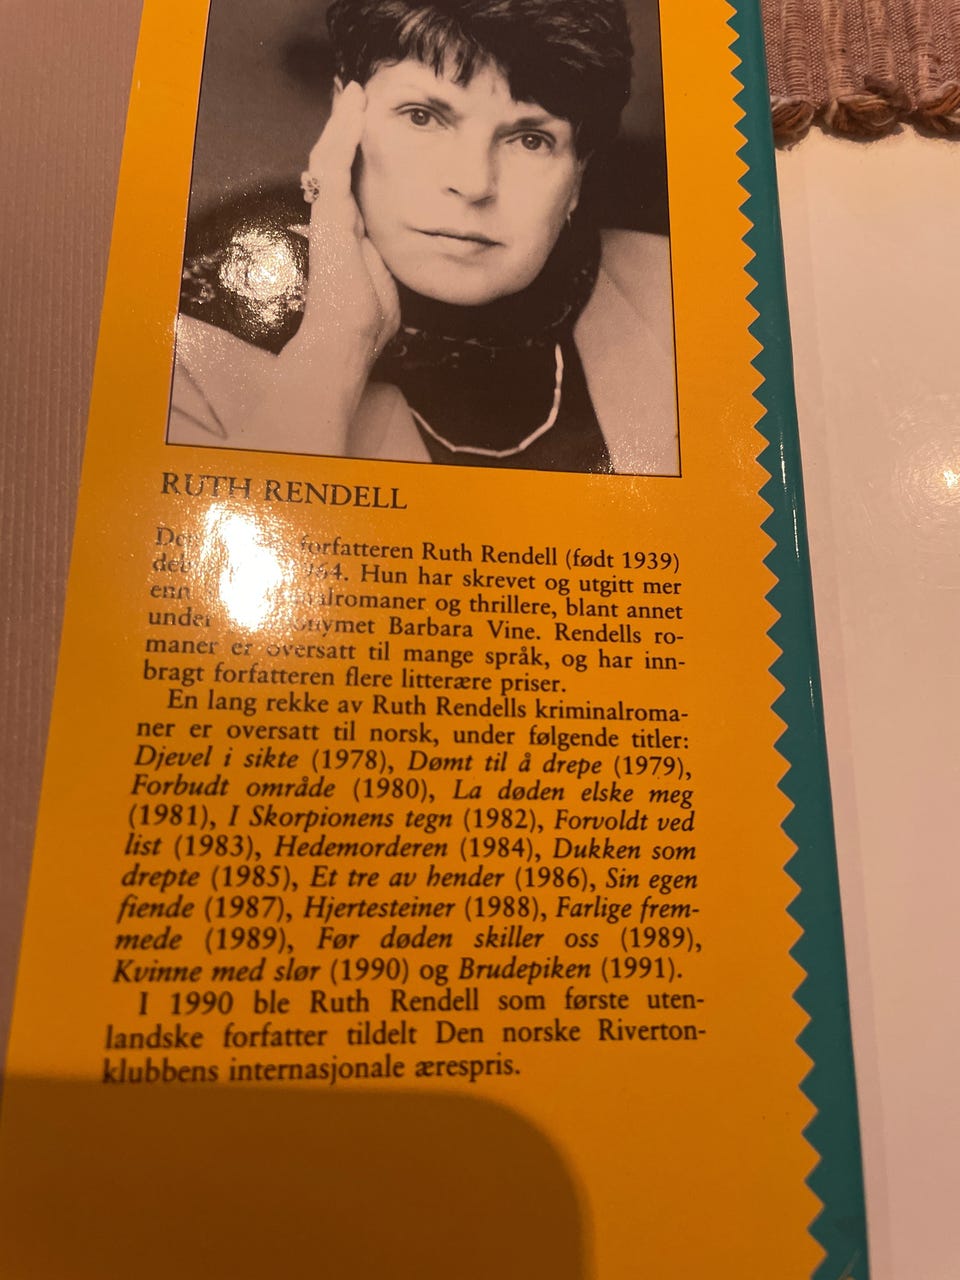 RUTH RENDELL
forfatteren Ruth Rendell (født 1939)
Hun har skrevet og utgitt mer
enn og thrillere, blant annet
under Barbara Vine. Rendells ro-
maner er oversatt til mange språk, og har inn-
bragt forfatteren flere litterære priser.
En lang rekke av Ruth Rendells kriminalroma-
ner er oversatt til norsk, under følgende titler:
Djevel i sikte (1978), Dømt til å drepe (1979),
Forbudt område (1980), La døden elske meg
(1981), I Skorpionens tegn (1982), Forvoldt ved
list (1983), Hedemorderen (1984), Dukken som
drepte (1985), Et tre av hender (1986), Sin egen
fiende (1987), Hjertesteiner (1988), Farlige frem-
mede (1989), Før døden skiller oss (1989),
Kvinne med slør (1990) og Brudepiken (1991).
I 1990 ble Ruth Rendell som første uten-
landske forfatter tildelt Den norske Riverton-
klubbens internasjonale ærespris.